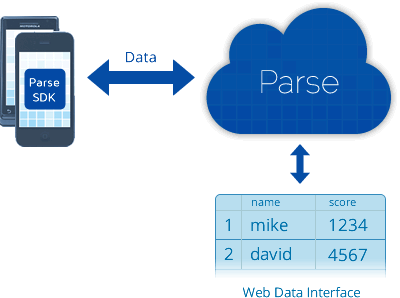 Data
Parse
SDK
Parse
name score
1 mike 1234
2 david 4567
Web Data Interface